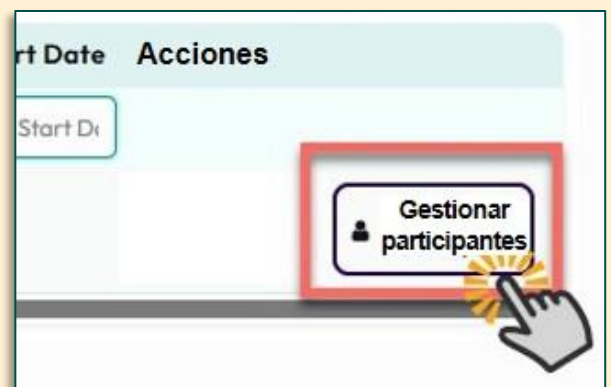 rt Date Acciones
Start D
Gestionar
participantes